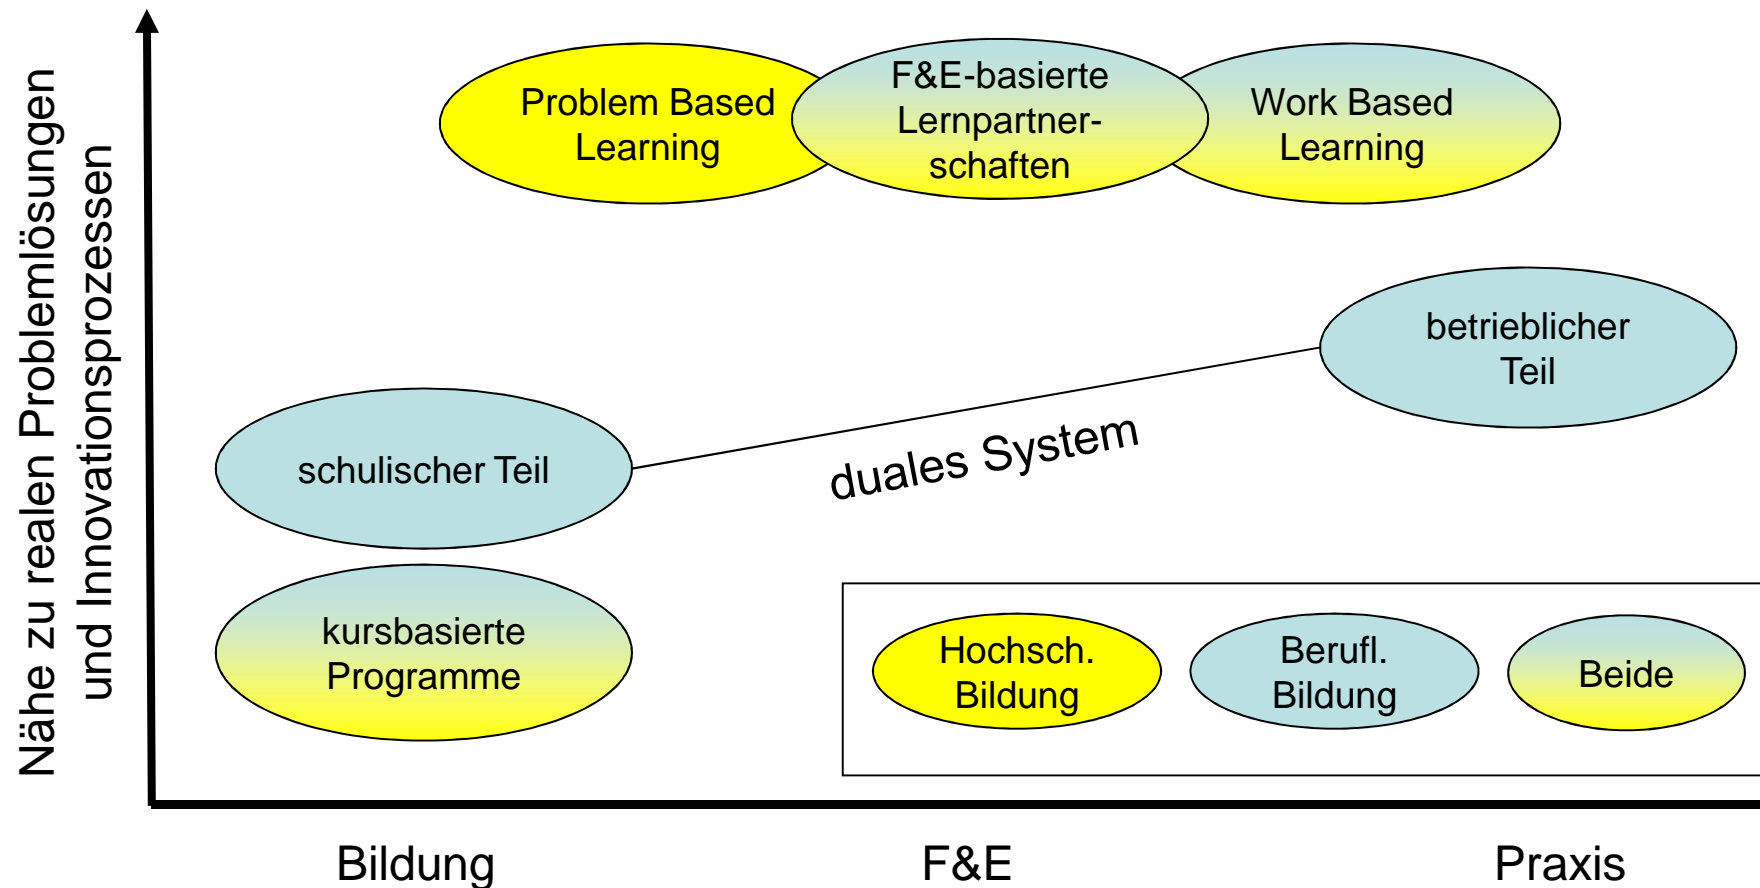 Nähe zu realen Problemlösungen
und Innovationsprozessen
Problem Based
Learning
F&E-basierte
Lernpartner-
schaften
Work Based
Learning
betrieblicher
Teil
schulischer Teil
duales System
kursbasierte
Programme
Hochsch.
Bildung
Berufl.
Bildung
Beide
Bildung
F&E
Praxis